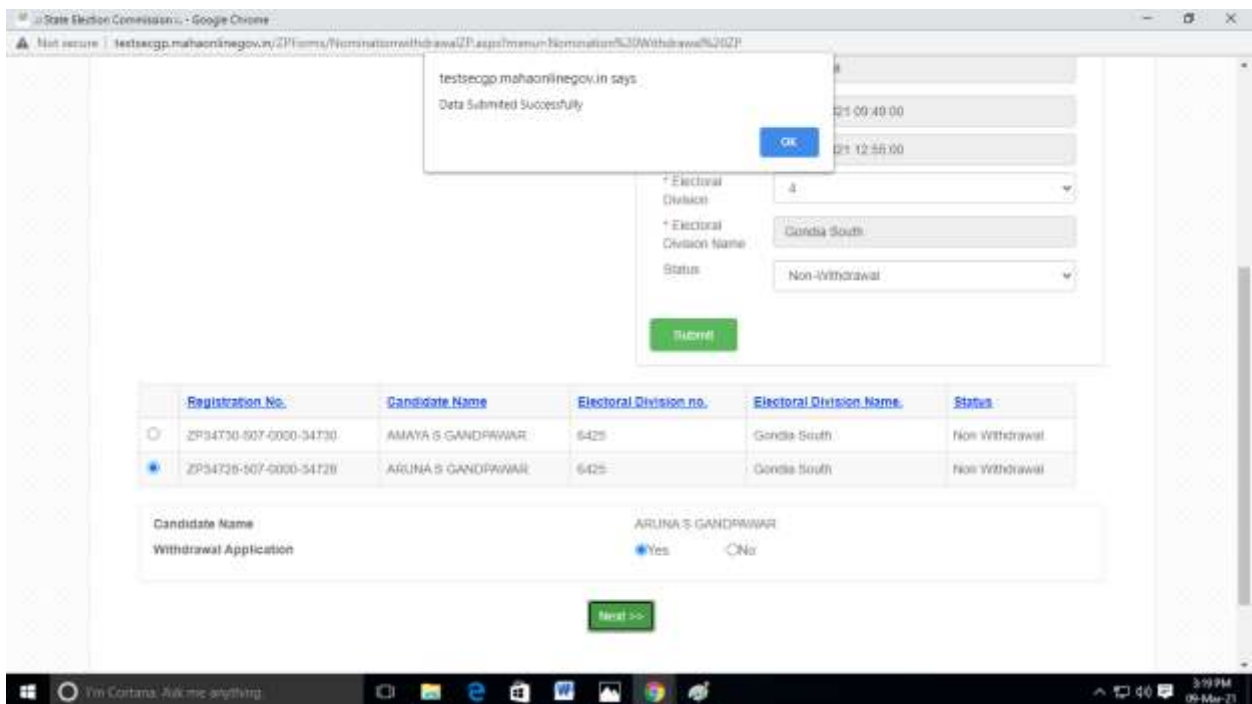 State Election Commission :. - Google Chrome
Not secure | testsecgp.mahaonlinegov.in/ZPForms/NominationwithdrawalZP.aspx?menu=Nomination%20Withdrawal%20ZP
testsecgp.mahaonlinegov.in says
Data Submited Successfully
OK
21 09:49:00
21 12:55:00
* Electoral Division
4
* Electoral Division Name
Gondia South
Status
Non-Withdrawal
Submit
Registration No. Candidate Name Electoral Division no. Electoral Division Name. Status
ZP34730-507-0000-34730 AMAYA S GANDPAWAR 6425 Gondia South Non Withdrawal
ZP34728-507-0000-34728 ARUNA S GANDPAWAR 6425 Gondia South Non Withdrawal
Candidate Name ARUNA S GANDPAWAR
Withdrawal Application Yes No
Next >>
I'm Cortana. Ask me anything.
3:19 PM
09-Mar-21